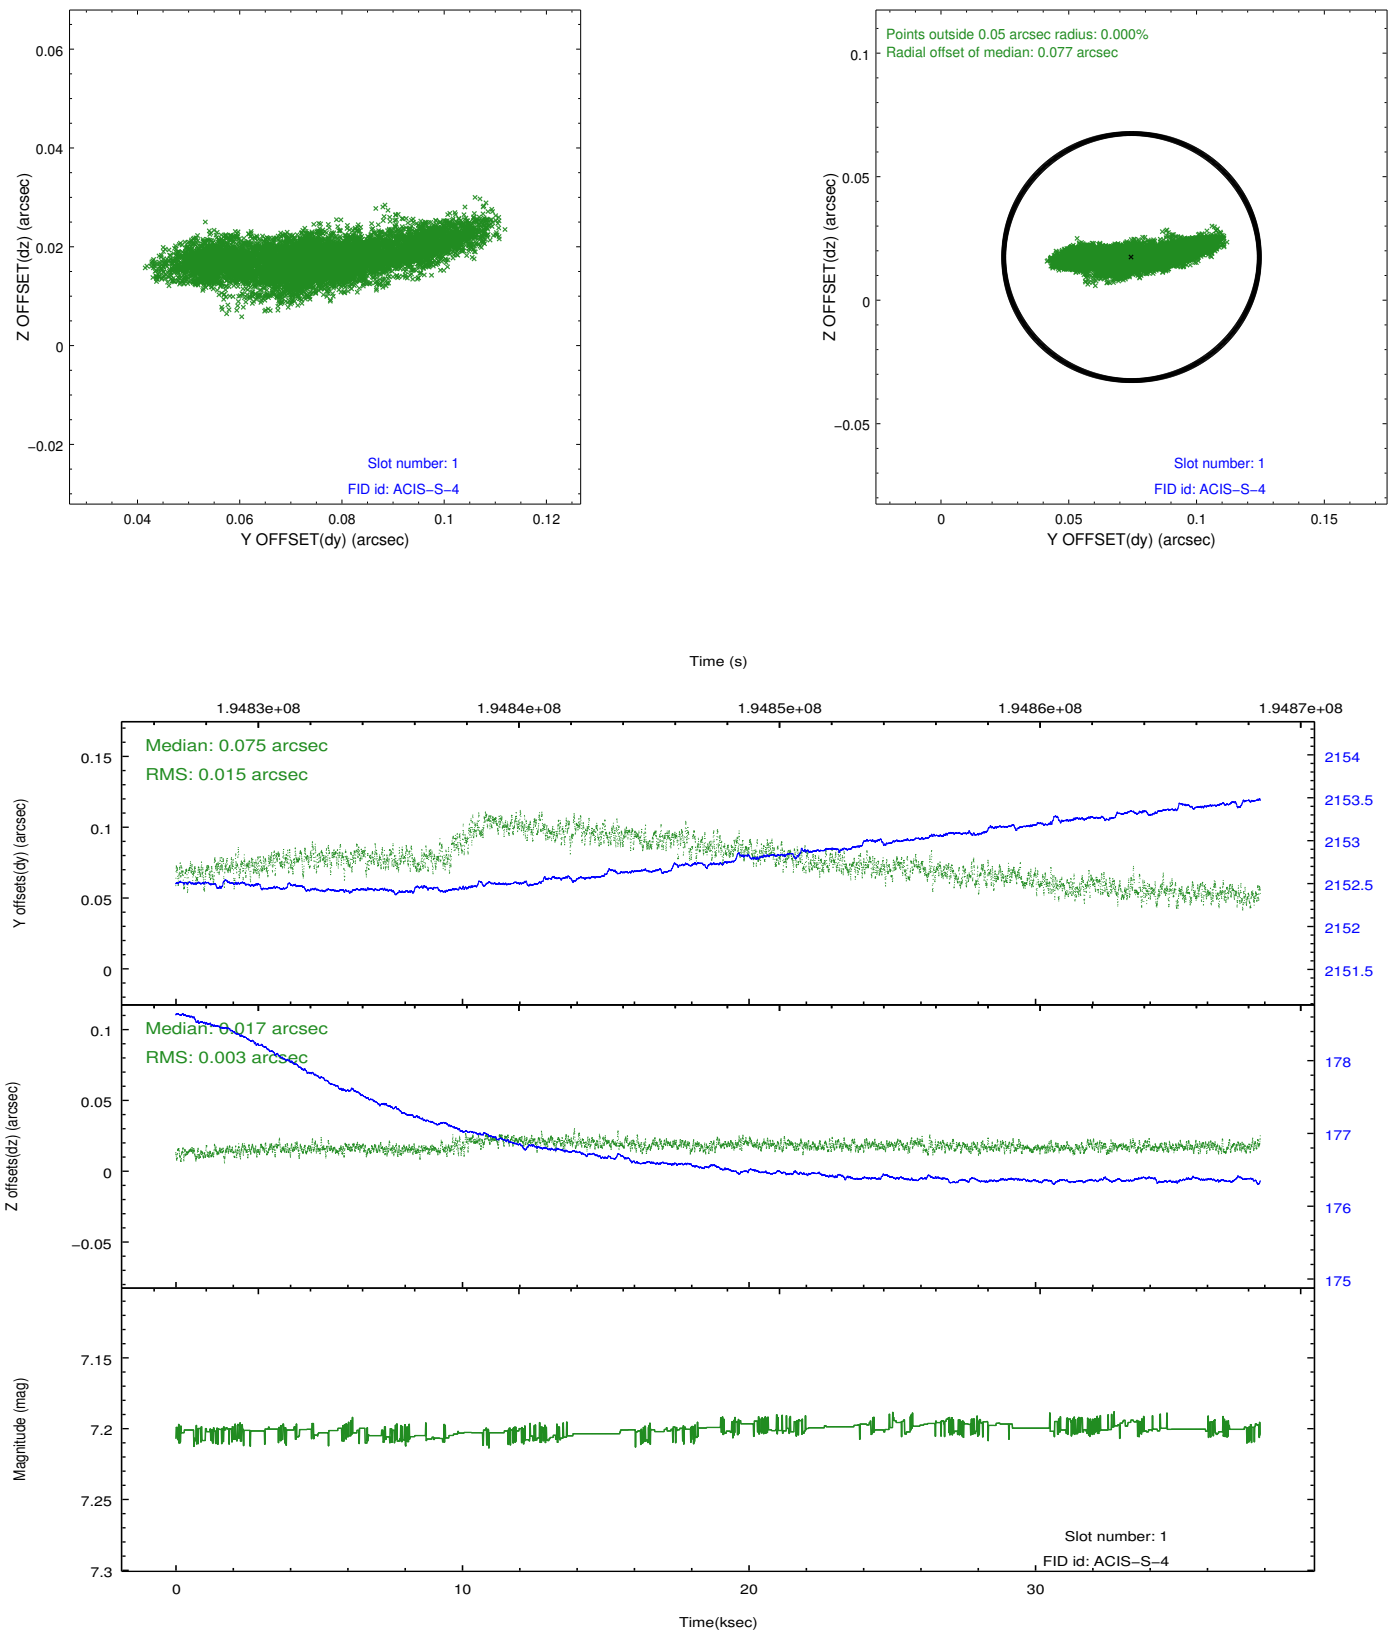 0.06
0.04
0.02
0
−0.02
Z OFFSET(dz) (arcsec)
Slot number: 1
FID id: ACIS−S−4
0.04 0.06 0.08 0.1 0.12
Y OFFSET(dy) (arcsec)
Points outside 0.05 arcsec radius: 0.000%
Radial offset of median: 0.077 arcsec
0.1
0.05
0
−0.05
Z OFFSET(dz) (arcsec)
Slot number: 1
FID id: ACIS−S−4
0 0.05 0.1 0.15
Y OFFSET(dy) (arcsec)
Time (s)
1.9483e+08 1.9484e+08 1.9485e+08 1.9486e+08 1.9487e+08
Median: 0.075 arcsec
RMS: 0.015 arcsec
0.15
0.1
0.05
0
Y offsets(dy) (arcsec)
2154
2153.5
2153
2152.5
2152
2151.5
Median: 0.017 arcsec
RMS: 0.003 arcsec
0.1
0.05
0
−0.05
Z offsets(dz) (arcsec)
178
177
176
175
7.15
7.2
7.25
7.3
Magnitude (mag)
Slot number: 1
FID id: ACIS−S−4
0 10 20 30
Time(ksec)